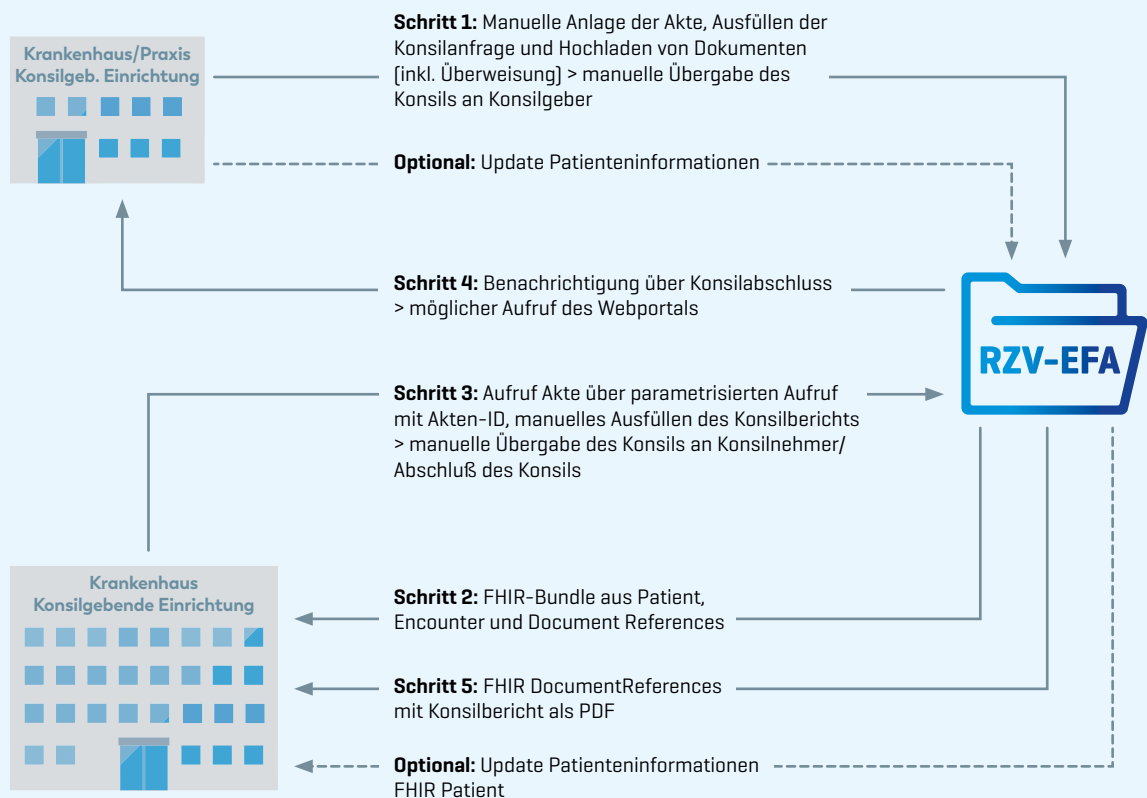 Krankenhaus/Praxis
Konsilgeb. Einrichtung
Schritt 1: Manuelle Anlage der Akte, Ausfüllen der
Konsilanfrage und Hochladen von Dokumenten
(inkl. Überweisung) > manuelle Übergabe des
Konsils an Konsilgeber
Optional: Update Patienteninformationen
Schritt 4: Benachrichtigung über Konsilabschluss
> möglicher Aufruf des Webportals
RZV-EFA
Schritt 3: Aufruf Akte über parametrisierten Aufruf
mit Akten-ID, manuelles Ausfüllen des Konsilberichts
> manuelle Übergabe des Konsils an Konsilnehmer/
Abschluß des Konsils
Krankenhaus
Konsilgebende Einrichtung
Schritt 2: FHIR-Bundle aus Patient,
Encounter und Document References
Schritt 5: FHIR DocumentReferences
mit Konsilbericht als PDF
Optional: Update Patienteninformationen
FHIR Patient